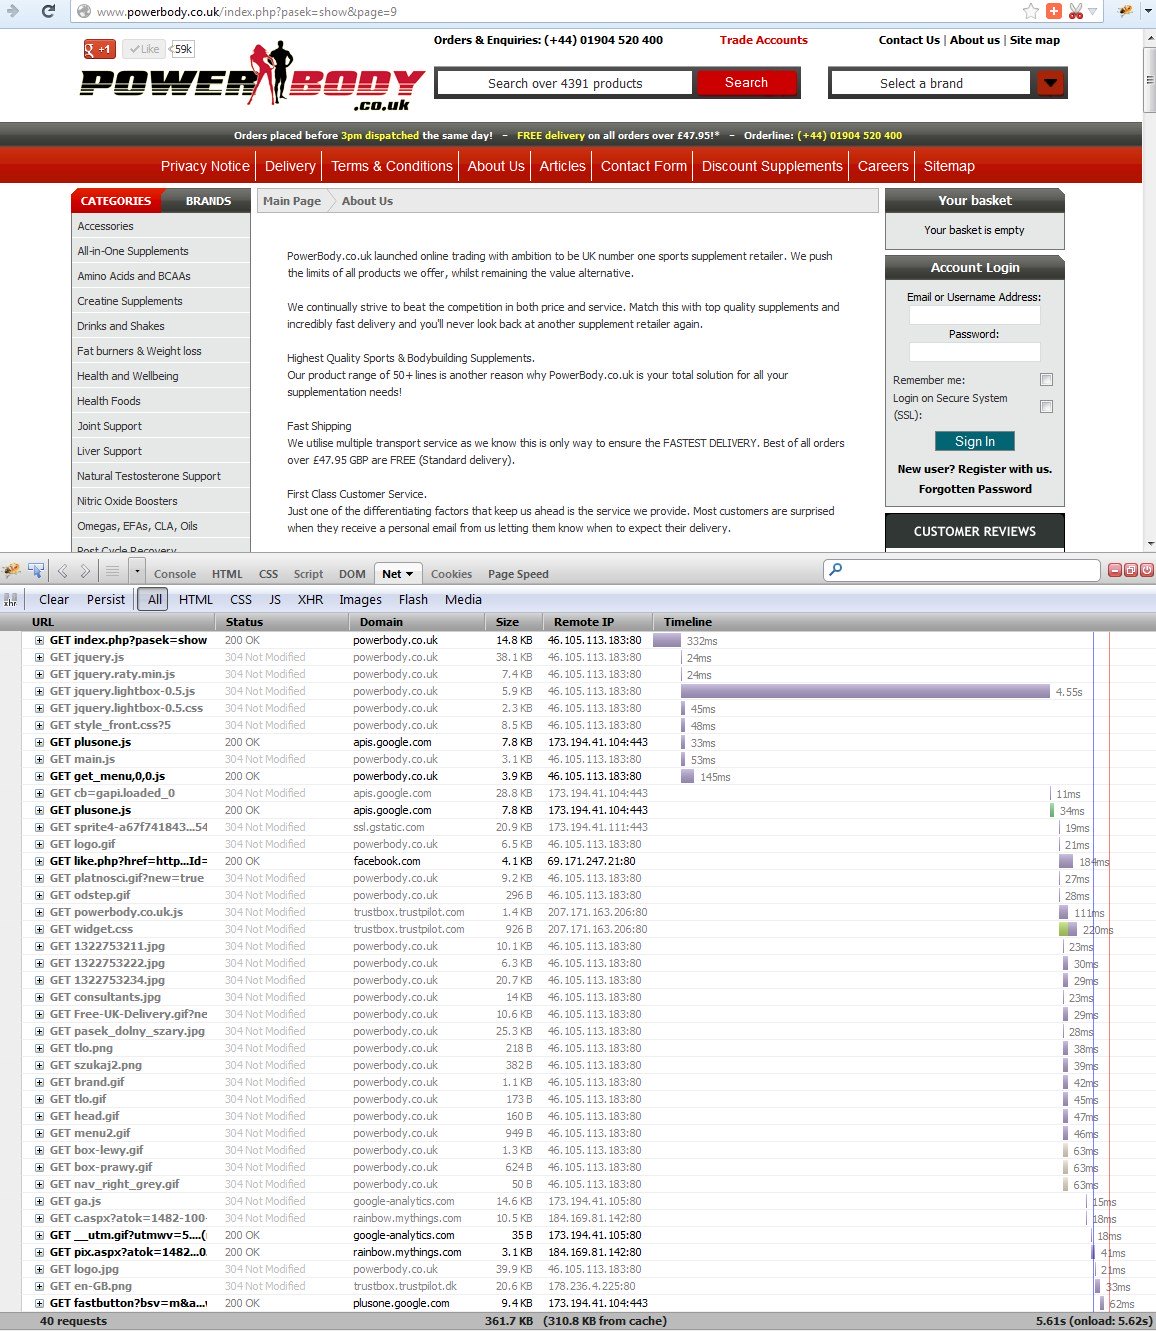 www.powerbody.co.uk/index.php?pasek=show&page=9
g +1 Like 59k
Orders & Enquiries: (+44) 01904 520 400 Trade Accounts Contact Us | About us | Site map
POWERBODY
.co.uk
Search over 4391 products Search Select a brand
Orders placed before 3pm dispatched the same day! – FREE delivery on all orders over £47.95!* – Orderline: (+44) 01904 520 400
Privacy Notice Delivery Terms & Conditions About Us Articles Contact Form Discount Supplements Careers Sitemap
CATEGORIES BRANDS
Accessories
All-in-One Supplements
Amino Acids and BCAAs
Creatine Supplements
Drinks and Shakes
Fat burners & Weight loss
Health and Wellbeing
Health Foods
Joint Support
Liver Support
Natural Testosterone Support
Nitric Oxide Boosters
Omegas, EFAs, CLA, Oils
Post Cycle Recovery
Main Page About Us
PowerBody.co.uk launched online trading with ambition to be UK number one sports supplement retailer. We push
the limits of all products we offer, whilst remaining the value alternative.
We continually strive to beat the competition in both price and service. Match this with top quality supplements and
incredibly fast delivery and you'll never look back at another supplement retailer again.
Highest Quality Sports & Bodybuilding Supplements.
Our product range of 50+ lines is another reason why PowerBody.co.uk is your total solution for all your
supplementation needs!
Fast Shipping
We utilise multiple transport service as we know this is only way to ensure the FASTEST DELIVERY. Best of all orders
over £47.95 GBP are FREE (Standard delivery).
First Class Customer Service.
Just one of the differentiating factors that keep us ahead is the service we provide. Most customers are surprised
when they receive a personal email from us letting them know when to expect their delivery.
Your basket
Your basket is empty
Account Login
Email or Username Address:
Password:
Remember me:
Login on Secure System
(SSL):
Sign In
New user? Register with us.
Forgotten Password
CUSTOMER REVIEWS
Console HTML CSS Script DOM Net Cookies Page Speed
xhr Clear Persist All HTML CSS JS XHR Images Flash Media
URL Status Domain Size Remote IP Timeline
GET index.php?pasek=show 200 OK powerbody.co.uk 14.8 KB 46.105.113.183:80 332ms
GET jquery.js 304 Not Modified powerbody.co.uk 38.1 KB 46.105.113.183:80 24ms
GET jquery.raty.min.js 304 Not Modified powerbody.co.uk 7.4 KB 46.105.113.183:80 24ms
GET jquery.lightbox-0.5.js 304 Not Modified powerbody.co.uk 5.9 KB 46.105.113.183:80 4.55s
GET jquery.lightbox-0.5.css 304 Not Modified powerbody.co.uk 2.3 KB 46.105.113.183:80 45ms
GET style_front.css?5 304 Not Modified powerbody.co.uk 8.5 KB 46.105.113.183:80 48ms
GET plusone.js 200 OK apis.google.com 7.8 KB 173.194.41.104:443 33ms
GET main.js 304 Not Modified powerbody.co.uk 3.1 KB 46.105.113.183:80 53ms
GET get_menu,0,0.js 200 OK powerbody.co.uk 3.9 KB 46.105.113.183:80 145ms
GET cb=gapi.loaded_0 304 Not Modified apis.google.com 28.8 KB 173.194.41.104:443 11ms
GET plusone.js 200 OK apis.google.com 7.8 KB 173.194.41.104:443 34ms
GET sprite4-a67f741843...54 304 Not Modified ssl.gstatic.com 20.9 KB 173.194.41.111:443 19ms
GET logo.gif 304 Not Modified powerbody.co.uk 6.5 KB 46.105.113.183:80 21ms
GET like.php?href=http...Id= 200 OK facebook.com 4.1 KB 69.171.247.21:80 184ms
GET platnosci.gif?new=true 304 Not Modified powerbody.co.uk 9.2 KB 46.105.113.183:80 27ms
GET odstep.gif 304 Not Modified powerbody.co.uk 296 B 46.105.113.183:80 28ms
GET powerbody.co.uk.js 304 Not Modified trustbox.trustpilot.com 1.4 KB 207.171.163.206:80 111ms
GET widget.css 304 Not Modified trustbox.trustpilot.com 926 B 207.171.163.206:80 220ms
GET 1322753211.jpg 304 Not Modified powerbody.co.uk 10.1 KB 46.105.113.183:80 23ms
GET 1322753222.jpg 304 Not Modified powerbody.co.uk 6.3 KB 46.105.113.183:80 30ms
GET 1322753234.jpg 304 Not Modified powerbody.co.uk 20.7 KB 46.105.113.183:80 29ms
GET consultants.jpg 304 Not Modified powerbody.co.uk 14 KB 46.105.113.183:80 23ms
GET Free-UK-Delivery.gif?ne 304 Not Modified powerbody.co.uk 10.6 KB 46.105.113.183:80 29ms
GET pasek_dolny_szary.jpg 304 Not Modified powerbody.co.uk 25.3 KB 46.105.113.183:80 28ms
GET tlo.png 304 Not Modified powerbody.co.uk 218 B 46.105.113.183:80 38ms
GET szukaj2.png 304 Not Modified powerbody.co.uk 382 B 46.105.113.183:80 39ms
GET brand.gif 304 Not Modified powerbody.co.uk 1.1 KB 46.105.113.183:80 42ms
GET tlo.gif 304 Not Modified powerbody.co.uk 173 B 46.105.113.183:80 45ms
GET head.gif 304 Not Modified powerbody.co.uk 160 B 46.105.113.183:80 47ms
GET menu2.gif 304 Not Modified powerbody.co.uk 949 B 46.105.113.183:80 46ms
GET box-lewy.gif 304 Not Modified powerbody.co.uk 1.3 KB 46.105.113.183:80 63ms
GET box-prawy.gif 304 Not Modified powerbody.co.uk 624 B 46.105.113.183:80 63ms
GET nav_right_grey.gif 304 Not Modified powerbody.co.uk 50 B 46.105.113.183:80 63ms
GET ga.js 304 Not Modified google-analytics.com 14.6 KB 173.194.41.105:80 15ms
GET c.aspx?atok=1482-100- 304 Not Modified rainbow.mythings.com 10.5 KB 184.169.81.142:80 18ms
GET __utm.gif?utmwv=5....( 200 OK google-analytics.com 35 B 173.194.41.105:80 18ms
GET pix.aspx?atok=1482...0. 200 OK rainbow.mythings.com 3.1 KB 184.169.81.142:80 41ms
GET logo.jpg 304 Not Modified powerbody.co.uk 39.9 KB 46.105.113.183:80 21ms
GET en-GB.png 304 Not Modified trustbox.trustpilot.dk 20.6 KB 178.236.4.225:80 33ms
GET fastbutton?bsv=m&a... 200 OK plusone.google.com 9.4 KB 173.194.41.104:443 62ms
40 requests 361.7 KB (310.8 KB from cache) 5.61s (onload: 5.62s)